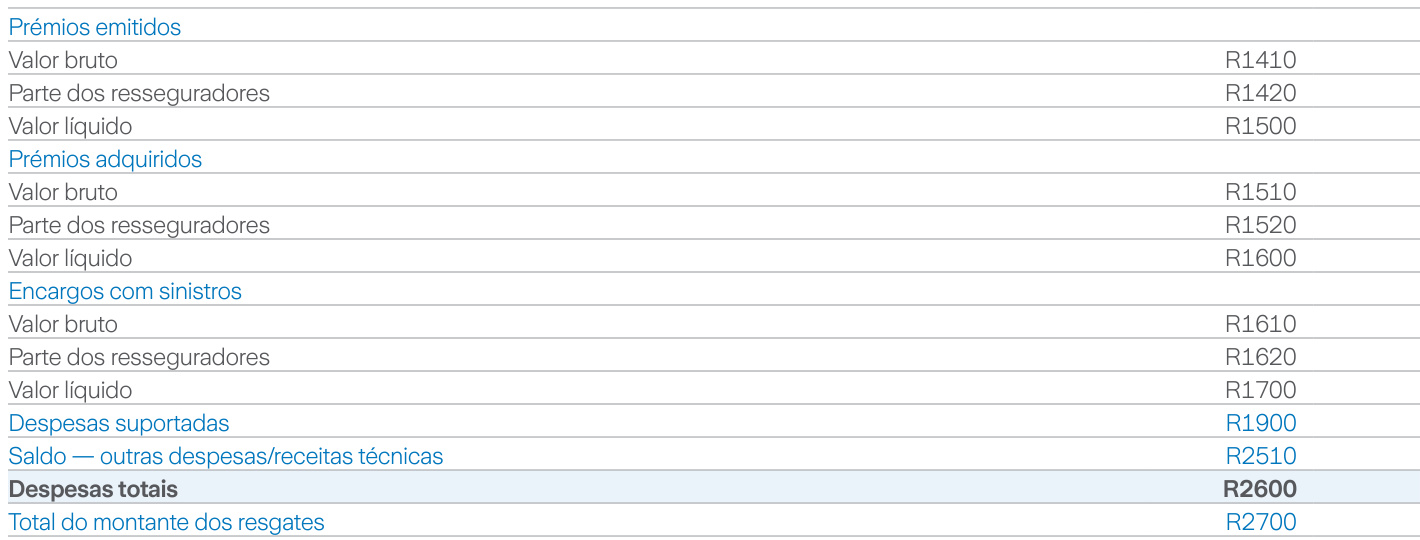 Prémios emitidos
Valor bruto R1410
Parte dos resseguradores R1420
Valor líquido R1500
Prémios adquiridos
Valor bruto R1510
Parte dos resseguradores R1520
Valor líquido R1600
Encargos com sinistros
Valor bruto R1610
Parte dos resseguradores R1620
Valor líquido R1700
Despesas suportadas R1900
Saldo — outras despesas/receitas técnicas R2510
Despesas totais R2600
Total do montante dos resgates R2700